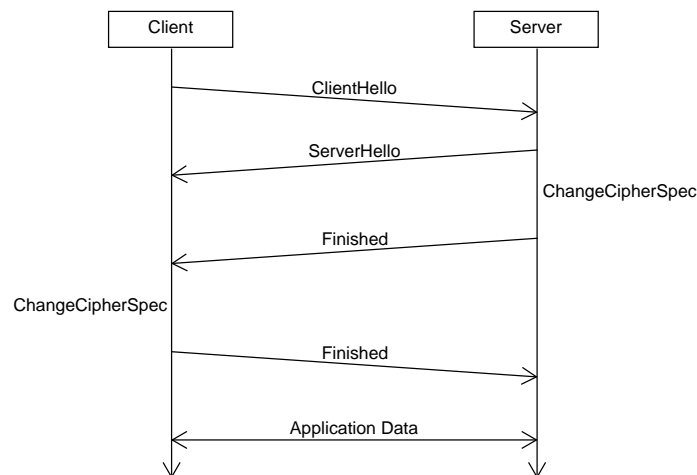 Client
Server
ClientHello
ServerHello
ChangeCipherSpec
Finished
ChangeCipherSpec
Finished
Application Data